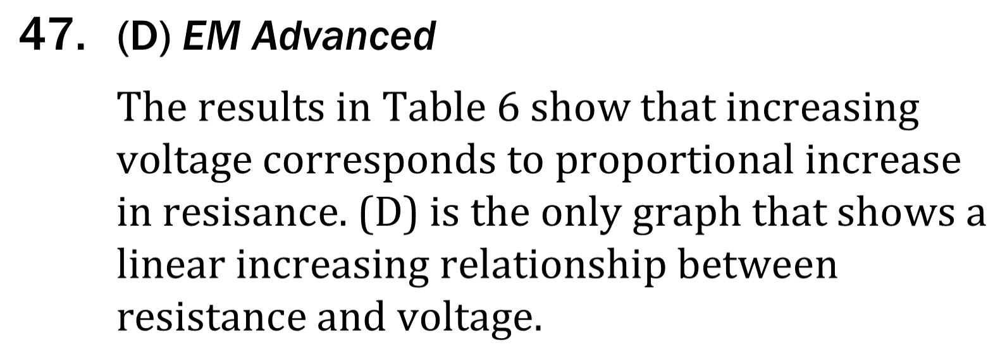 47. (D) EM Advanced
The results in Table 6 show that increasing
voltage corresponds to proportional increase
in resisance. (D) is the only graph that shows a
linear increasing relationship between
resistance and voltage.